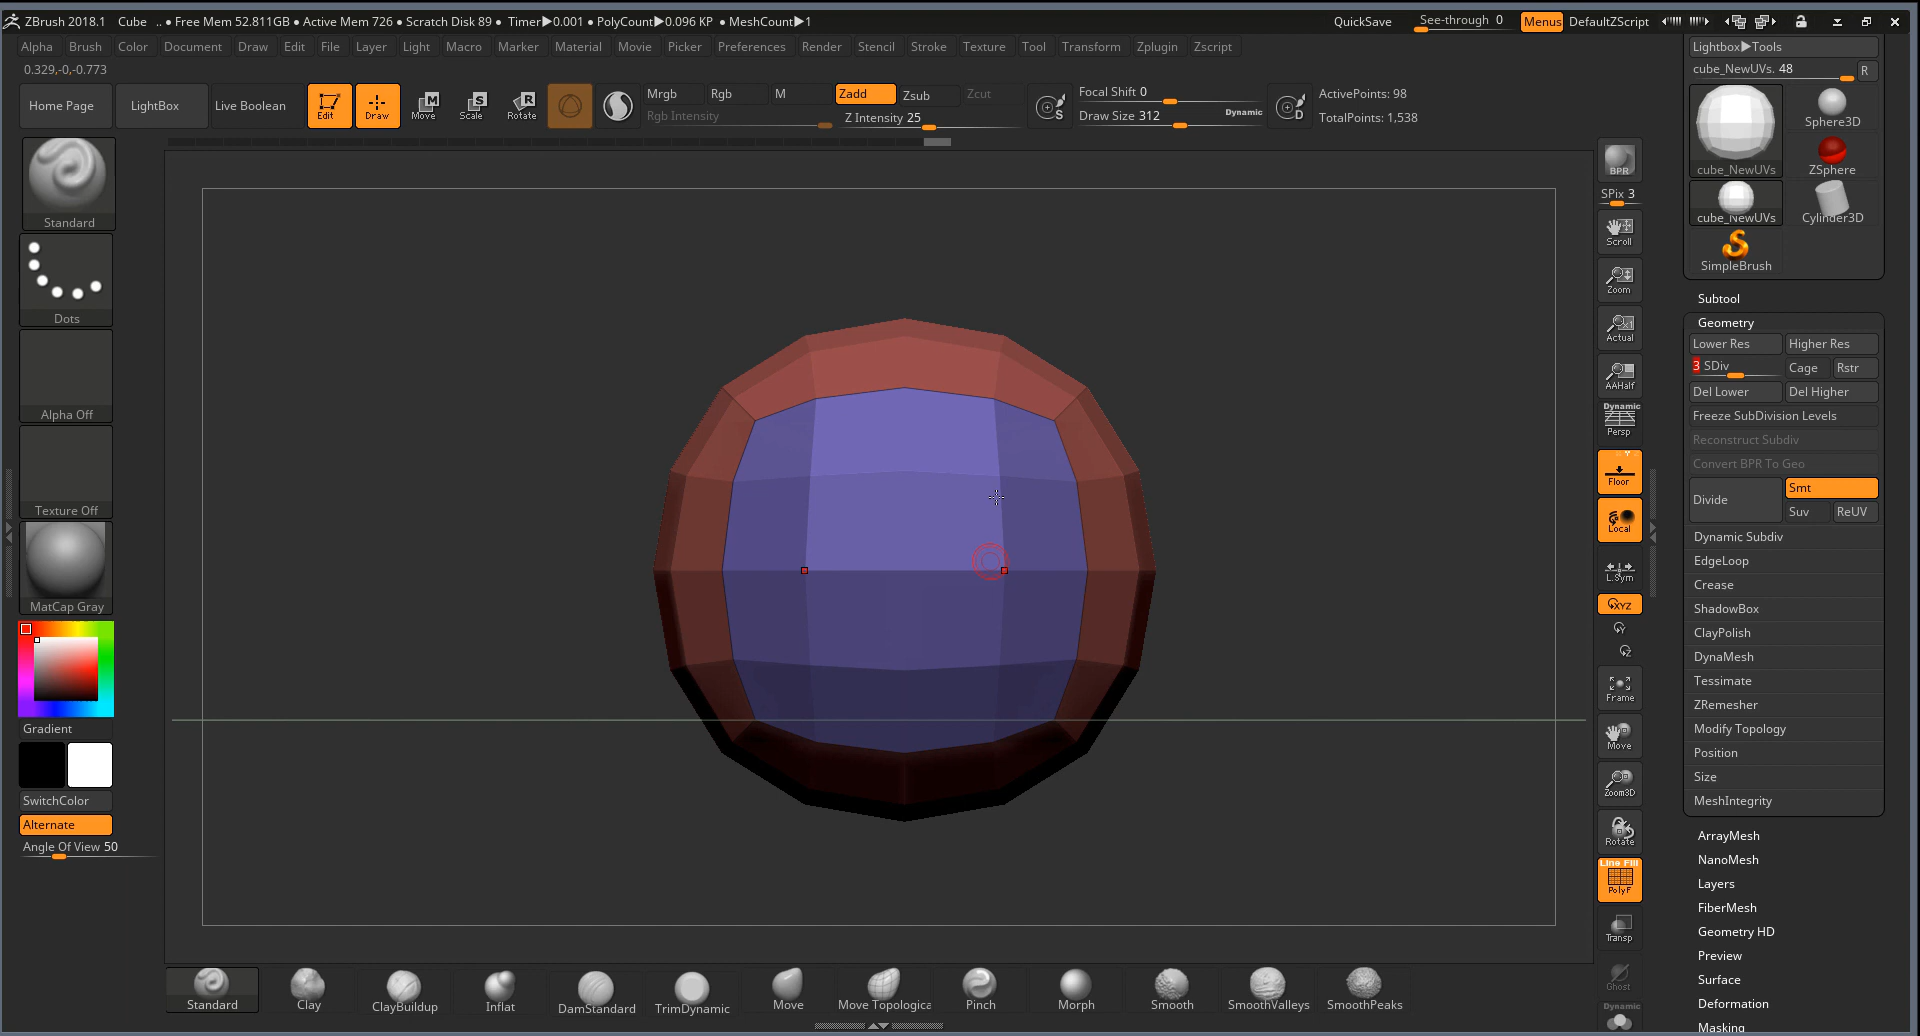 ZBrush 2018.1 Cube .. ● Free Mem 52.811GB ● Active Mem 726 ● Scratch Disk 89 ● Timer▶0.001 ● PolyCount▶0.096 KP ● MeshCount▶1
QuickSave See-through 0 Menus DefaultZScript
Alpha Brush Color Document Draw Edit File Layer Light Macro Marker Material Movie Picker Preferences Render Stencil Stroke Texture Tool Transform Zplugin Zscript
0.329,-0,-0.773
Home Page LightBox Live Boolean Edit Draw Move Scale Rotate
M S R
Mrgb Rgb M Zadd Zsub Zcut
Rgb Intensity Z Intensity 25
S D
Focal Shift 0
Draw Size 312 Dynamic
ActivePoints: 98
TotalPoints: 1,538
Standard
Dots
Alpha Off
Texture Off
MatCap Gray
Gradient
SwitchColor
Alternate
Angle Of View 50
BPR
SPix 3
Scroll
Zoom
Actual
AAHalf
Dynamic
Persp
Floor
Local
L.Sym
XYZ
Y
Z
Frame
Move
Zoom3D
Rotate
Line Fill
PolyF
Transp
Ghost
Dynamic
Lightbox▶Tools
cube_NewUVs. 48 R
cube_NewUVs
Sphere3D
ZSphere
cube_NewUVs
Cylinder3D
SimpleBrush
Subtool
Geometry
Lower Res Higher Res
3 SDiv Cage Rstr
Del Lower Del Higher
Freeze SubDivision Levels
Reconstruct Subdiv
Convert BPR To Geo
Divide Smt
Suv ReUV
Dynamic Subdiv
EdgeLoop
Crease
ShadowBox
ClayPolish
DynaMesh
Tessimate
ZRemesher
Modify Topology
Position
Size
MeshIntegrity
ArrayMesh
NanoMesh
Layers
FiberMesh
Geometry HD
Preview
Surface
Deformation
Masking
Standard Clay ClayBuildup Inflat DamStandard TrimDynamic Move Move Topologica Pinch Morph Smooth SmoothValleys SmoothPeaks